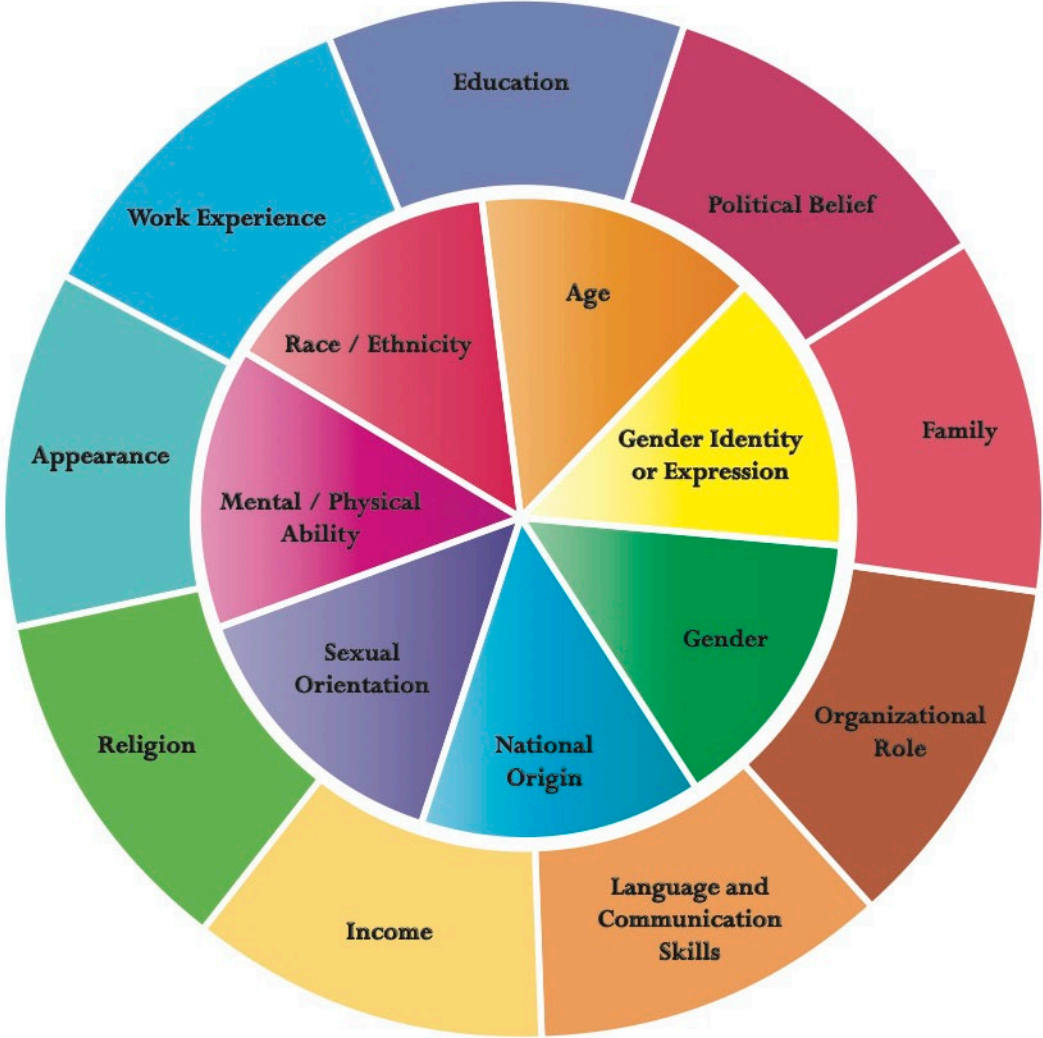 Education
Political Belief
Family
Organizational
Role
Language and
Communication
Skills
Income
Religion
Appearance
Work Experience
Age
Gender Identity
or Expression
Gender
National
Origin
Sexual
Orientation
Mental / Physical
Ability
Race / Ethnicity